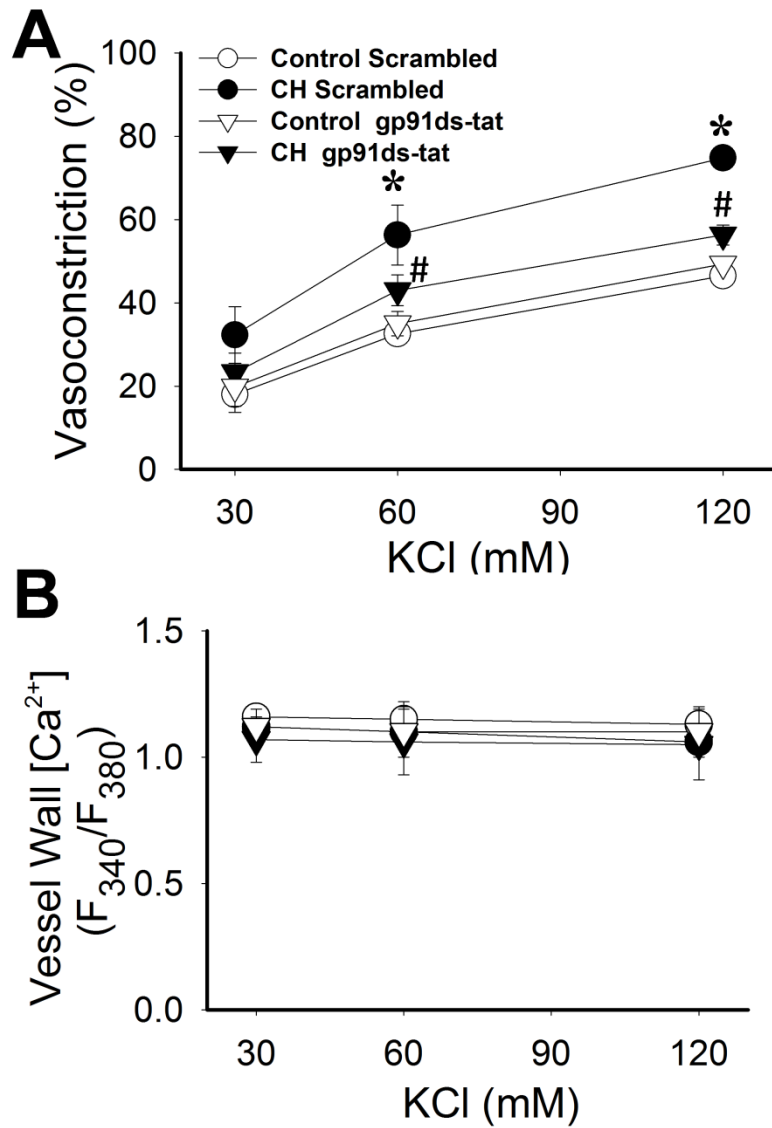 A
Vasoconstriction (%)
100
80
60
40
20
0
Control Scrambled
CH Scrambled
Control gp91ds-tat
CH gp91ds-tat
*
*
#
#
30
60
90
120
KCl (mM)
B
Vessel Wall [Ca²⁺]
(F₃₄₀/F₃₈₀)
1.5
1.0
0.5
0.0
30
60
90
120
KCl (mM)